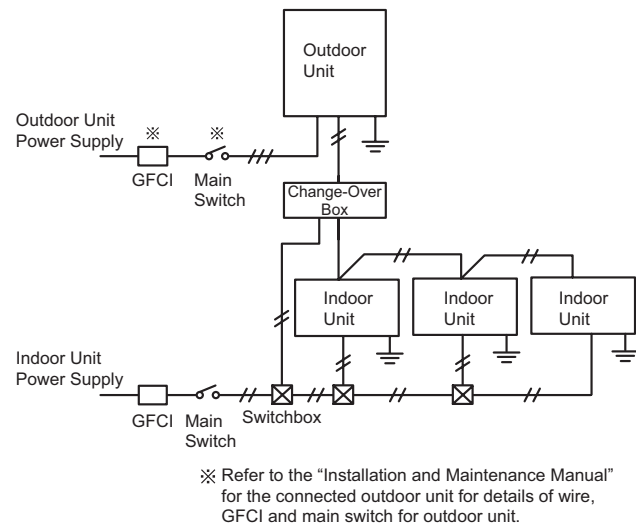 Outdoor
Unit
Outdoor Unit
Power Supply
※
※
GFCI
Main
Switch
Change-Over
Box
Indoor
Unit
Indoor
Unit
Indoor
Unit
Indoor Unit
Power Supply
GFCI
Main
Switch
Switchbox
※ Refer to the “Installation and Maintenance Manual”
for the connected outdoor unit for details of wire,
GFCI and main switch for outdoor unit.